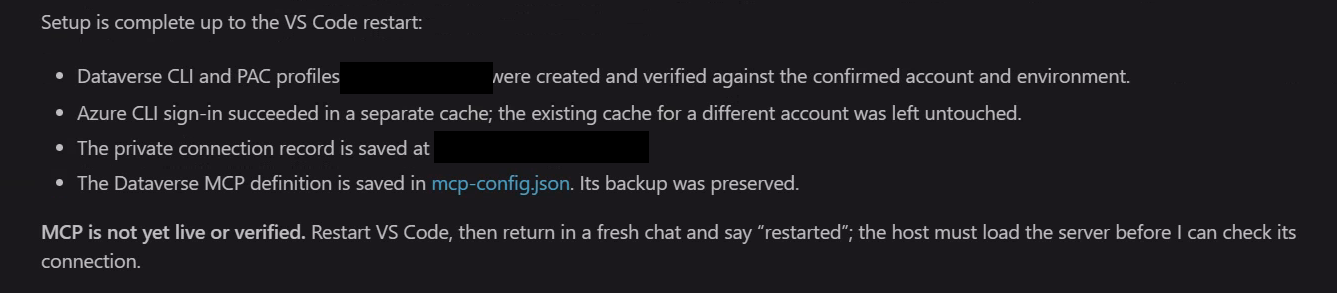 Setup is complete up to the VS Code restart:
• Dataverse CLI and PAC profiles were created and verified against the confirmed account and environment.
• Azure CLI sign-in succeeded in a separate cache; the existing cache for a different account was left untouched.
• The private connection record is saved at
• The Dataverse MCP definition is saved in mcp-config.json. Its backup was preserved.
MCP is not yet live or verified. Restart VS Code, then return in a fresh chat and say “restarted”; the host must load the server before I can check its
connection.